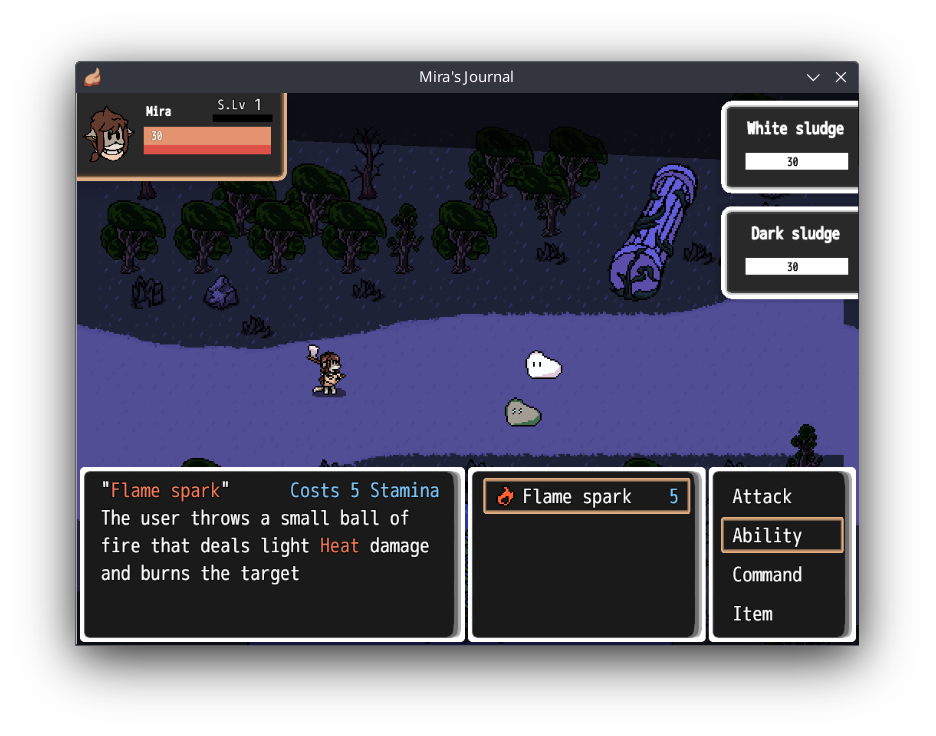 Mira's Journal
Mira
S.Lv 1
30
White sludge
30
Dark sludge
30
"Flame spark" Costs 5 Stamina
The user throws a small ball of
fire that deals light Heat damage
and burns the target
Flame spark 5
Attack
Ability
Command
Item